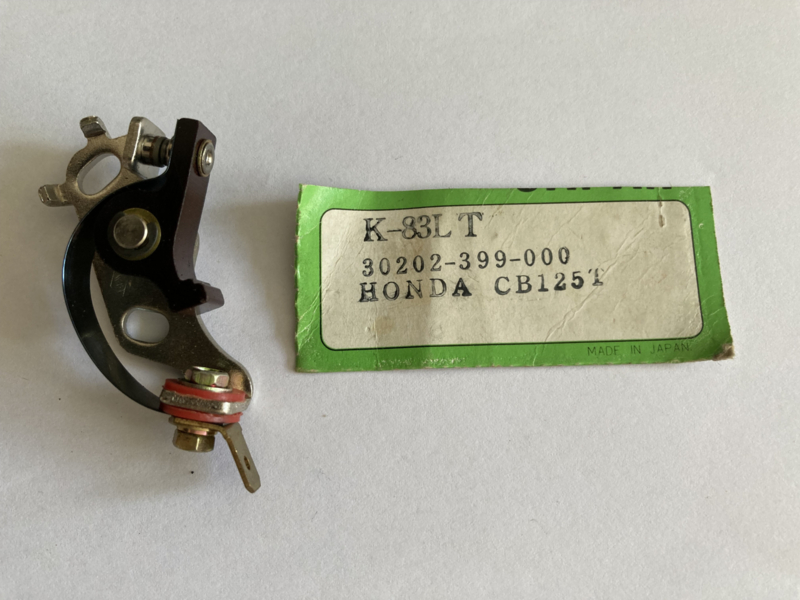 K-83L T
30202-399-000
HONDA CB125T
MADE IN JAPAN